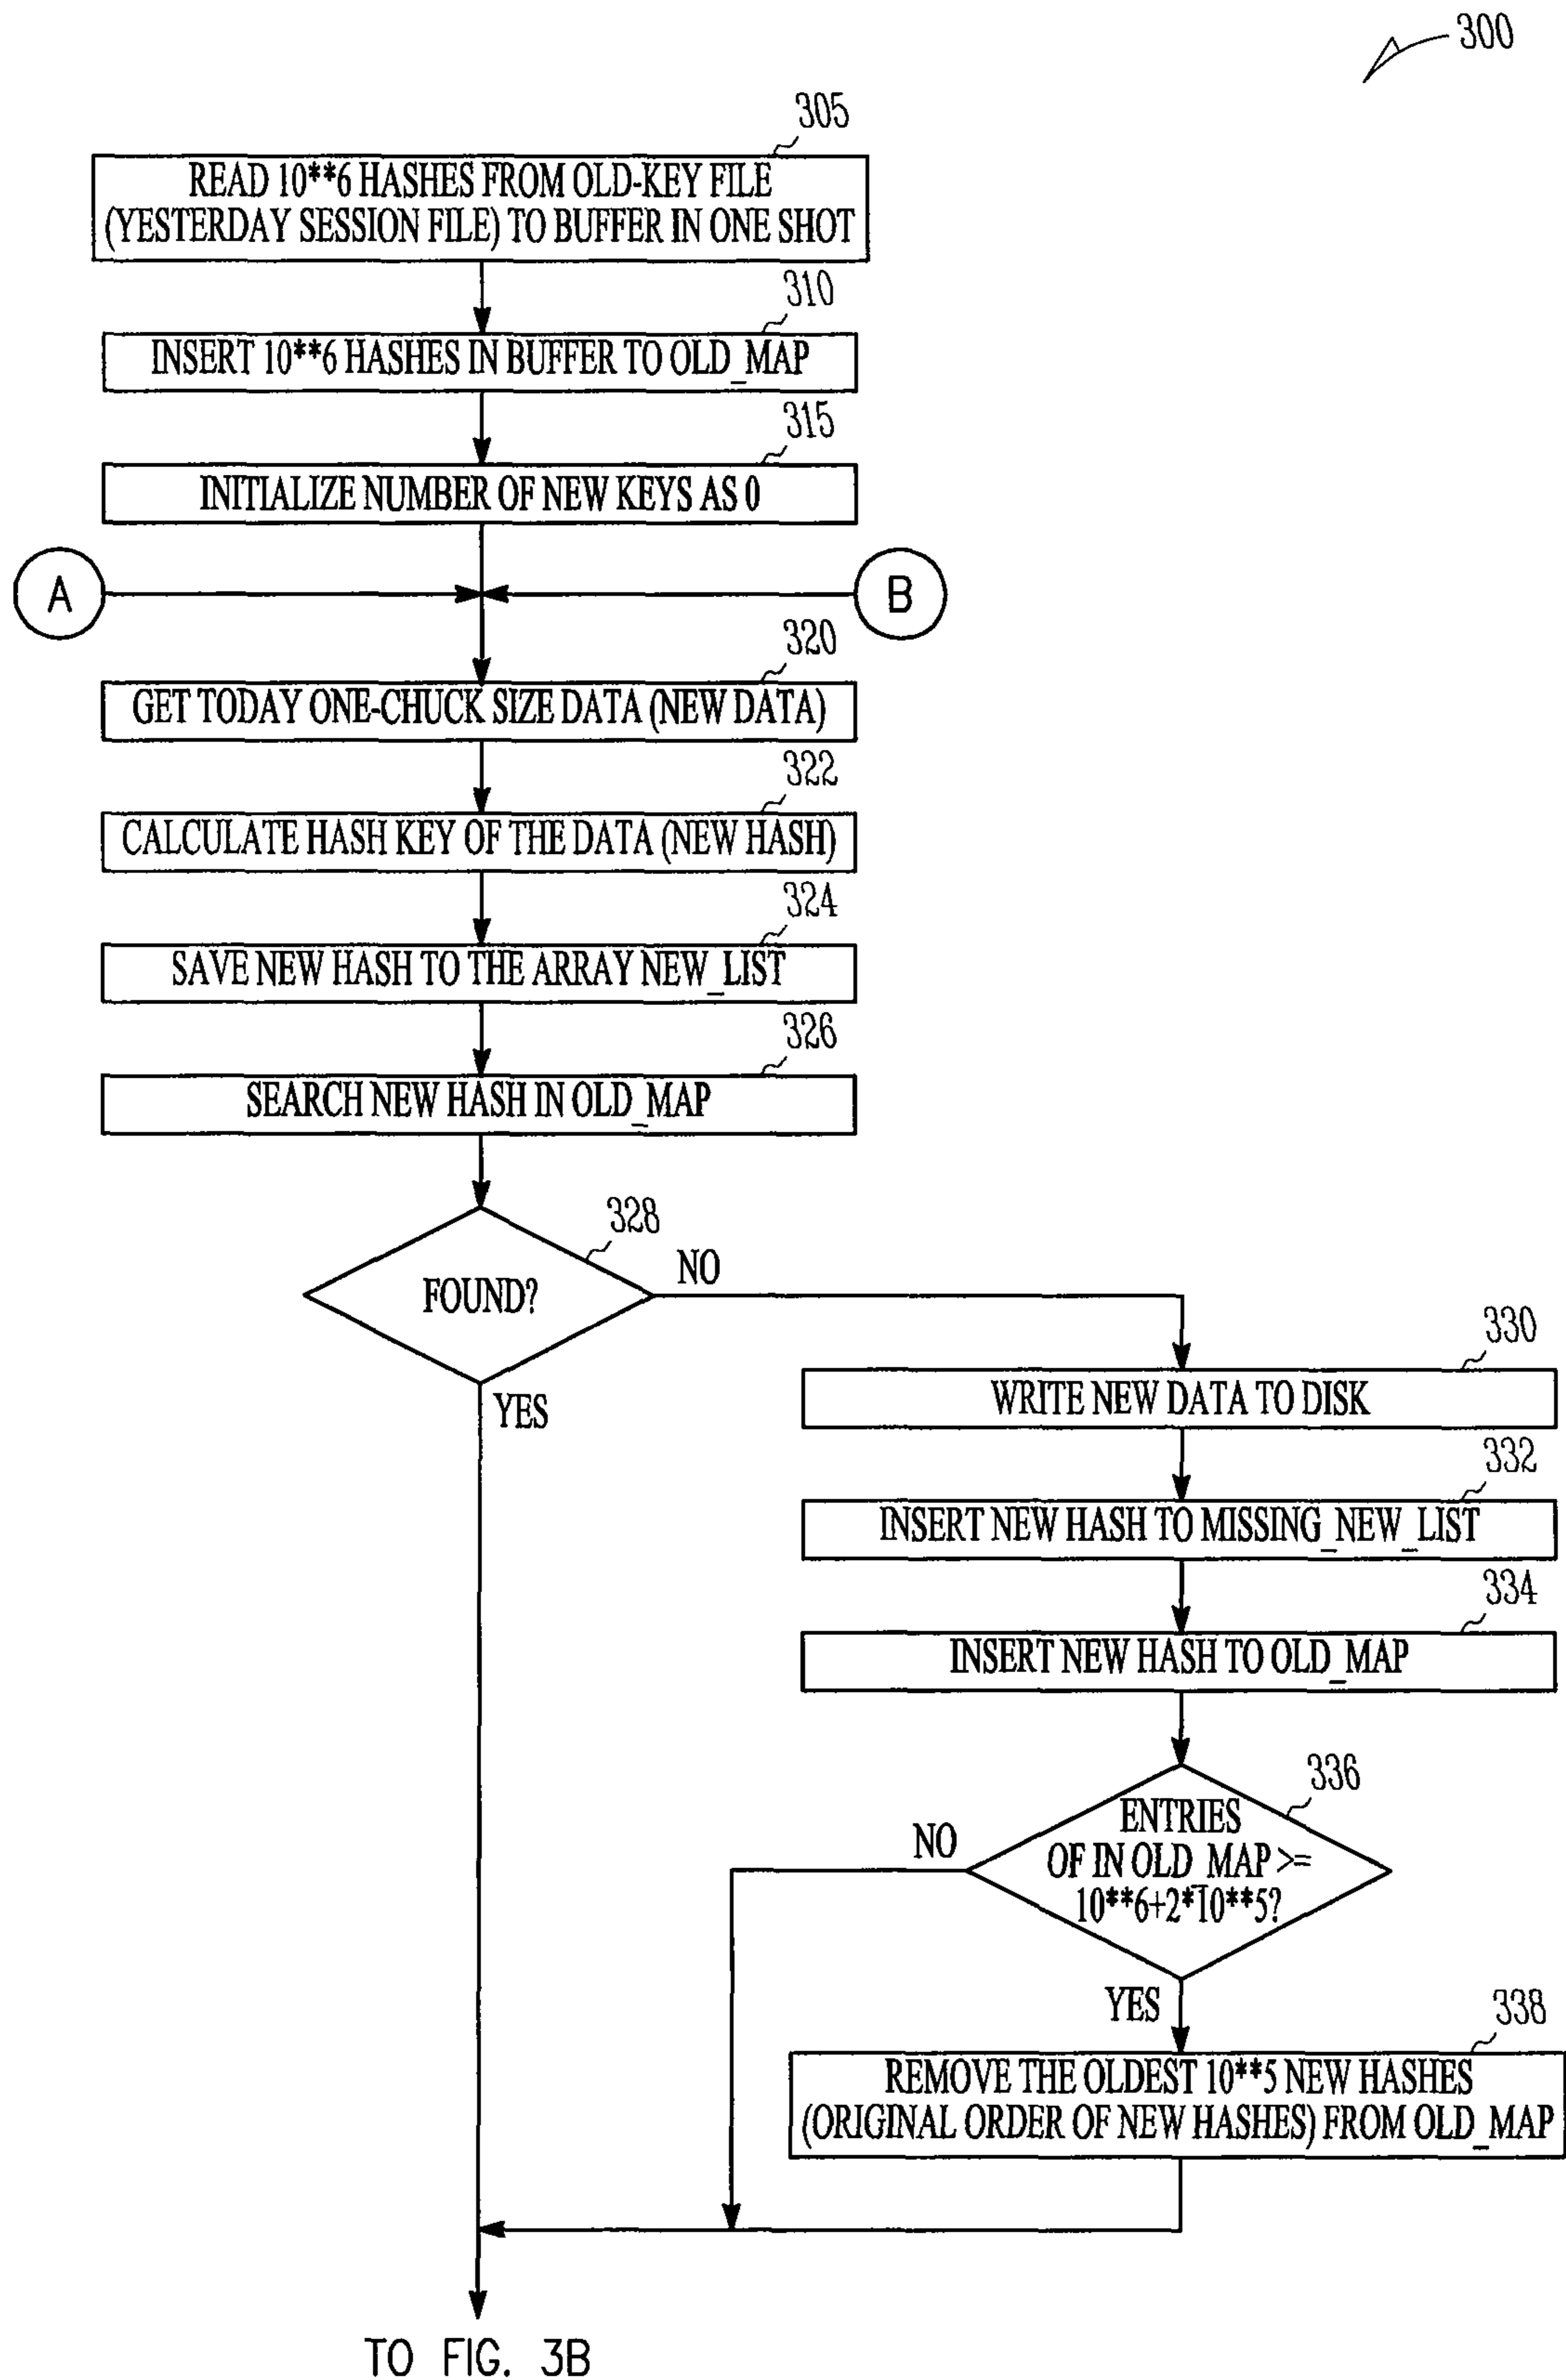 300
305
READ 10**6 HASHES FROM OLD-KEY FILE
(YESTERDAY SESSION FILE) TO BUFFER IN ONE SHOT
310
INSERT 10**6 HASHES IN BUFFER TO OLD_MAP
315
INITIALIZE NUMBER OF NEW KEYS AS 0
A
B
320
GET TODAY ONE-CHUCK SIZE DATA (NEW DATA)
322
CALCULATE HASH KEY OF THE DATA (NEW HASH)
324
SAVE NEW HASH TO THE ARRAY NEW_LIST
326
SEARCH NEW HASH IN OLD_MAP
328
FOUND?
NO
YES
330
WRITE NEW DATA TO DISK
332
INSERT NEW HASH TO MISSING_NEW_LIST
334
INSERT NEW HASH TO OLD_MAP
336
ENTRIES
OF IN OLD_MAP >=
10**6+2*10**5?
NO
YES
338
REMOVE THE OLDEST 10**5 NEW HASHES
(ORIGINAL ORDER OF NEW HASHES) FROM OLD_MAP
TO FIG. 3B